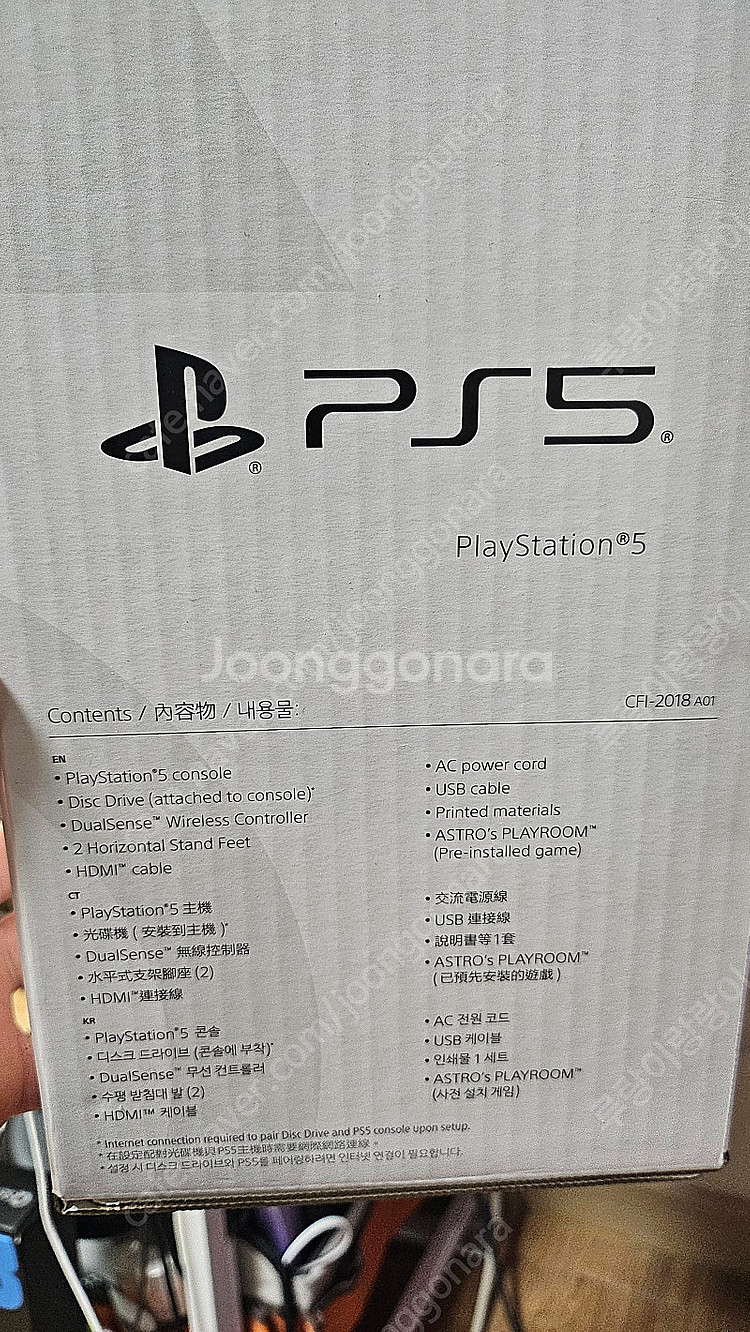 PS5®
PlayStation®5
Joonggonara
Contents / 內容物 / 내용물:
CFI-2018 A01
EN
• PlayStation®5 console
• Disc Drive (attached to console)*
• DualSense™ Wireless Controller
• 2 Horizontal Stand Feet
• HDMI™ cable
• AC power cord
• USB cable
• Printed materials
• ASTRO's PLAYROOM™
(Pre-installed game)
CT
• PlayStation®5 主機
• 光碟機 ( 安裝到主機 )*
• DualSense™ 無線控制器
• 水平式支架腳座 (2)
• HDMI™連接線
• 交流電源線
• USB 連接線
• 說明書等1套
• ASTRO's PLAYROOM™
( 已預先安裝的遊戲 )
KR
• PlayStation®5 콘솔
• 디스크 드라이브 (콘솔에 부착)*
• DualSense™ 무선 컨트롤러
• 수평 받침대 발 (2)
• HDMI™ 케이블
• AC 전원 코드
• USB 케이블
• 인쇄물 1 세트
• ASTRO's PLAYROOM™
(사전 설치 게임)
* Internet connection required to pair Disc Drive and PS5 console upon setup.
* 在設定配對光碟機與PS5主機時需要網際網路連線。
* 설정 시 디스크 드라이브와 PS5를 페어링하려면 인터넷 연결이 필요합니다.